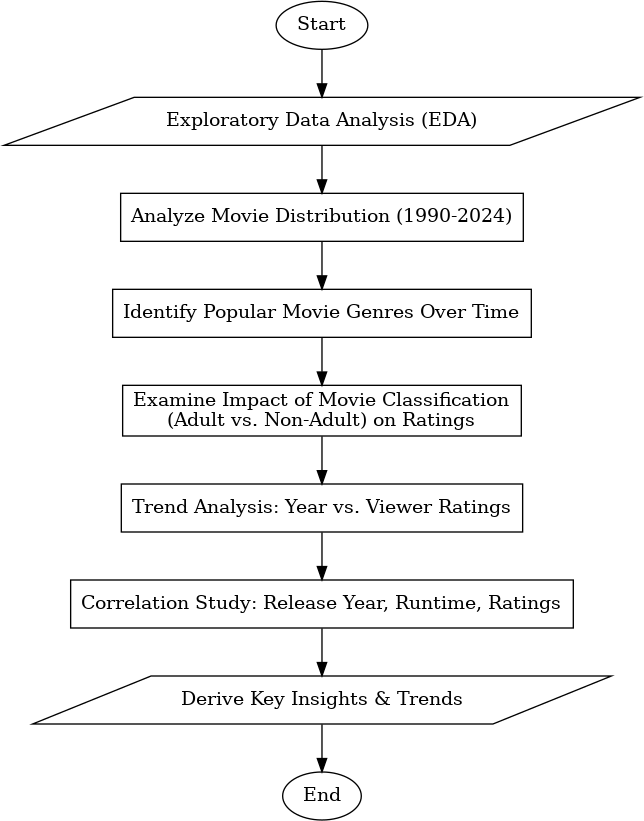 Start
Exploratory Data Analysis (EDA)
Analyze Movie Distribution (1990-2024)
Identify Popular Movie Genres Over Time
Examine Impact of Movie Classification
(Adult vs. Non-Adult) on Ratings
Trend Analysis: Year vs. Viewer Ratings
Correlation Study: Release Year, Runtime, Ratings
Derive Key Insights & Trends
End